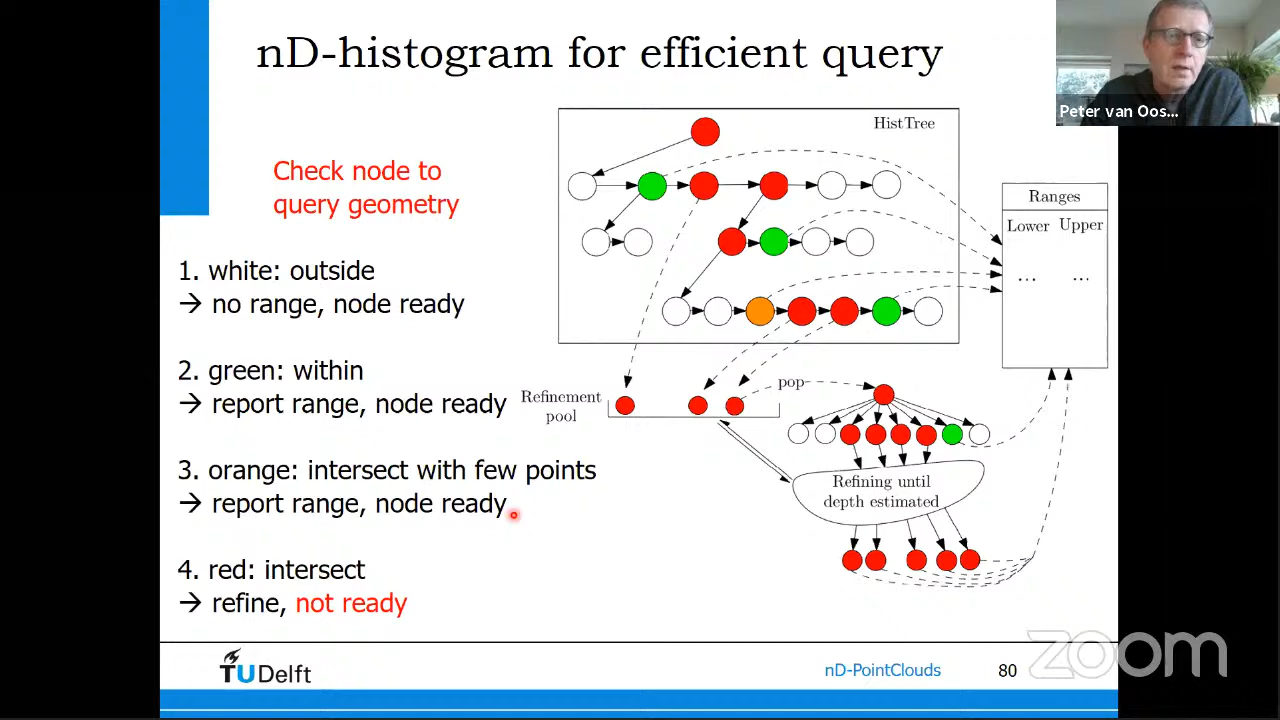 nD-histogram for efficient query
Peter van Oos...
Check node to
query geometry
1. white: outside
→ no range, node ready
2. green: within
→ report range, node ready
3. orange: intersect with few points
→ report range, node ready
4. red: intersect
→ refine, not ready
HistTree
Ranges
Lower Upper
... ...
Refinement
pool
pop
Refining until
depth estimated
TUDelft
nD-PointClouds
80
zoom